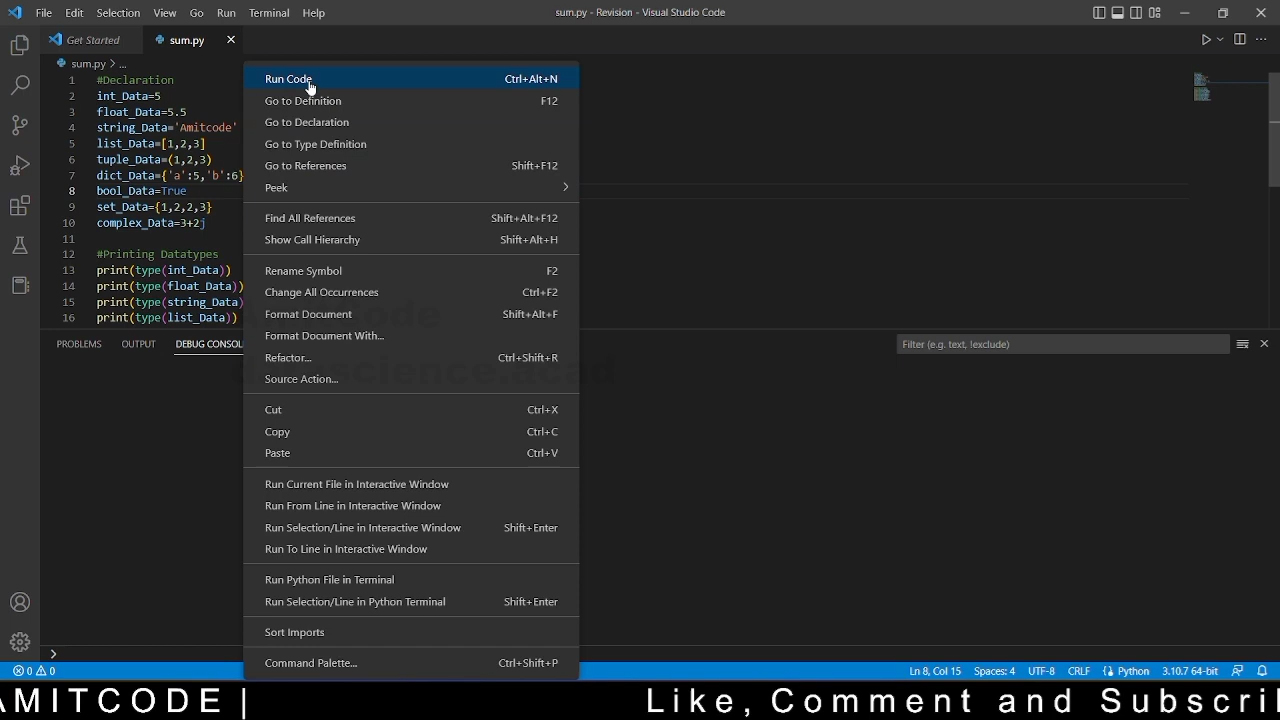 File Edit Selection View Go Run Terminal Help sum.py - Revision - Visual Studio Code
Get Started sum.py
sum.py > ...
1 #Declaration
2 int_Data=5
3 float_Data=5.5
4 string_Data='Amitcode'
5 list_Data=[1,2,3]
6 tuple_Data=(1,2,3)
7 dict_Data={'a':5,'b':6}
8 bool_Data=True
9 set_Data={1,2,2,3}
10 complex_Data=3+2j
11
12 #Printing Datatypes
13 print(type(int_Data))
14 print(type(float_Data))
15 print(type(string_Data)
16 print(type(list_Data))
Run Code Ctrl+Alt+N
Go to Definition F12
Go to Declaration
Go to Type Definition
Go to References Shift+F12
Peek
Find All References Shift+Alt+F12
Show Call Hierarchy Shift+Alt+H
Rename Symbol F2
Change All Occurrences Ctrl+F2
Format Document Shift+Alt+F
Format Document With...
Refactor... Ctrl+Shift+R
Source Action...
Cut Ctrl+X
Copy Ctrl+C
Paste Ctrl+V
Run Current File in Interactive Window
Run From Line in Interactive Window
Run Selection/Line in Interactive Window Shift+Enter
Run To Line in Interactive Window
Run Python File in Terminal
Run Selection/Line in Python Terminal Shift+Enter
Sort Imports
Command Palette... Ctrl+Shift+P
PROBLEMS OUTPUT DEBUG CONSOL Filter (e.g. text, !exclude)
0 0 Ln 8, Col 15 Spaces: 4 UTF-8 CRLF Python 3.10.7 64-bit
AMITCODE | Like, Comment and Subscri